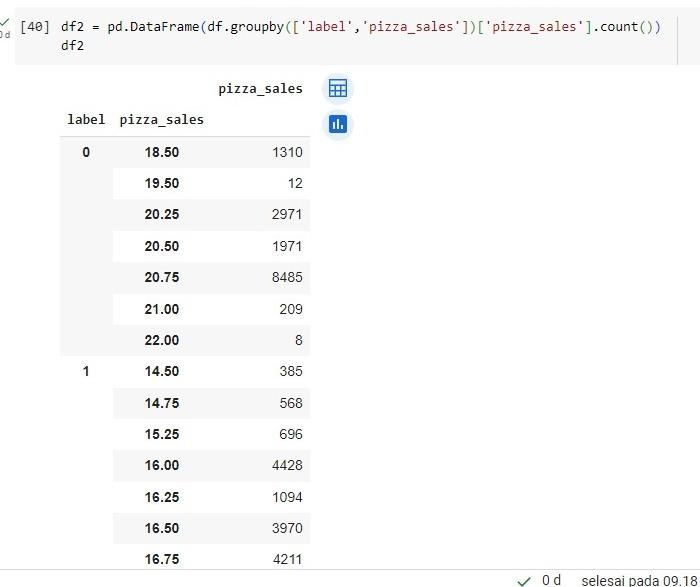 [40] df2 = pd.DataFrame(df.groupby(['label','pizza_sales'])['pizza_sales'].count())
df2
0 d
pizza_sales
label pizza_sales
0 18.50 1310
19.50 12
20.25 2971
20.50 1971
20.75 8485
21.00 209
22.00 8
1 14.50 385
14.75 568
15.25 696
16.00 4428
16.25 1094
16.50 3970
16.75 4211
0 d selesai pada 09.18